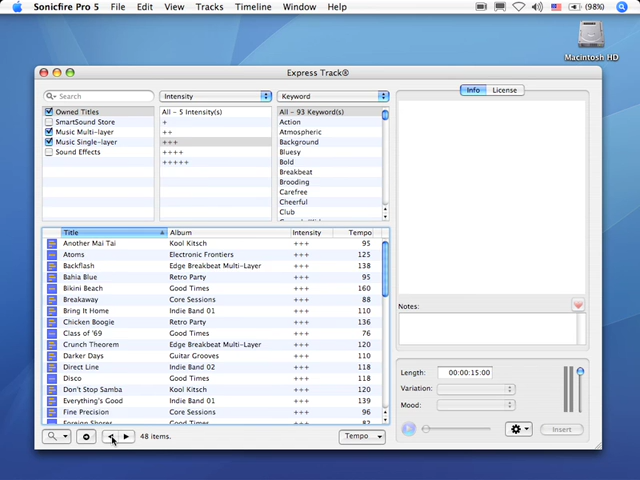 Sonicfire Pro 5 File Edit View Tracks Timeline Window Help (98%)
Macintosh HD
Express Track®
Search Intensity Keyword Info License
Owned Titles All - 5 Intensity(s) All - 93 Keyword(s)
SmartSound Store + Action
Music Multi-layer ++ Atmospheric
Music Single-layer +++ Background
Sound Effects ++++ Bluesy
+++++ Bold
Breakbeat
Brooding
Carefree
Cheerful
Club
Title Album Intensity Tempo
Another Mai Tai Kool Kitsch +++ 95
Atoms Electronic Frontiers +++ 125
Backflash Edge Breakbeat Multi-Layer +++ 138
Bahia Blue Retro Party +++ 95
Bikini Beach Good Times +++ 160
Breakaway Core Sessions +++ 88
Bring It Home Indie Band 01 +++ 110
Chicken Boogie Retro Party +++ 136
Class of '69 Good Times +++ 76
Crunch Theorem Edge Breakbeat Multi-Layer +++ 120
Darker Days Guitar Grooves +++ 110
Direct Line Indie Band 02 +++ 118
Disco Good Times +++ 118
Don't Stop Samba Kool Kitsch +++ 120
Everything's Good Indie Band 01 +++ 139
Fine Precision Core Sessions +++ 96
Foreign Shores Good Times +++ 82
48 items. Tempo
Notes:
Length: 00:00:15:00
Variation:
Mood:
Insert